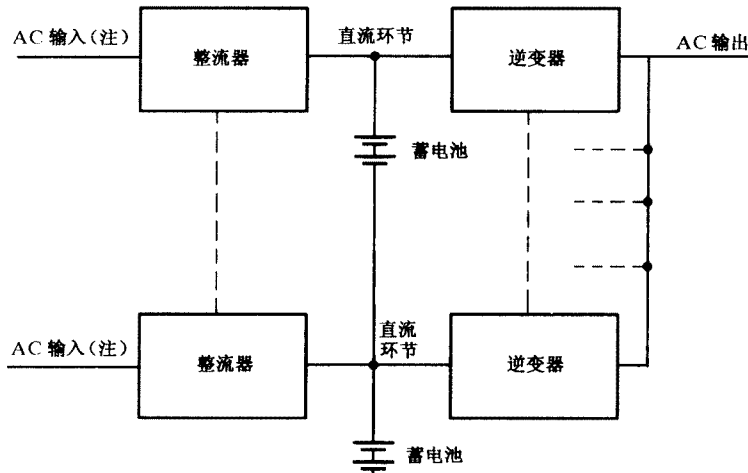 AC 输入(注)
整流器
直流环节
逆变器
AC 输出
蓄电池
AC 输入(注)
整流器
直流
环节
逆变器
蓄电池